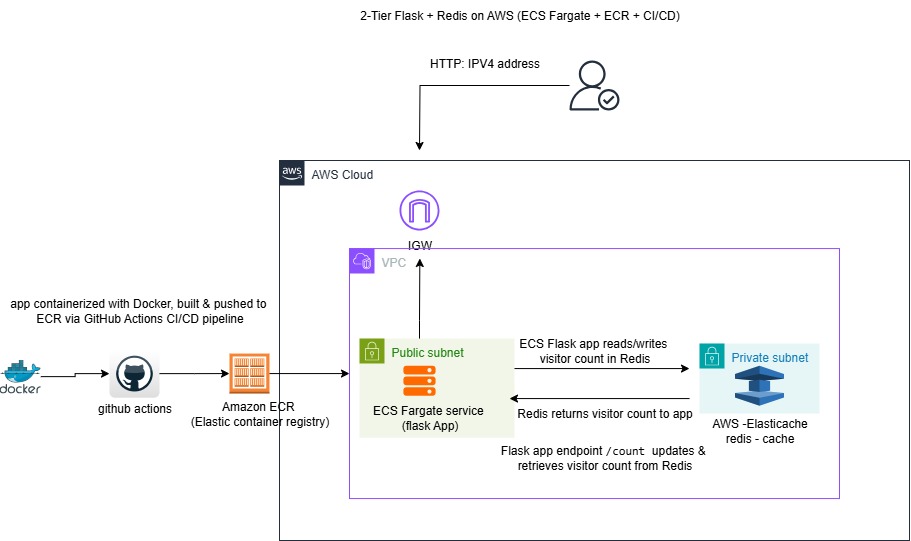 2-Tier Flask + Redis on AWS (ECS Fargate + ECR + CI/CD)
HTTP: IPV4 address
aws
AWS Cloud
IGW
VPC
app containerized with Docker, built & pushed to
ECR via GitHub Actions CI/CD pipeline
Public subnet
ECS Flask app reads/writes
visitor count in Redis
Private subnet
docker
github actions
Amazon ECR
(Elastic container registry)
ECS Fargate service
(flask App)
Redis returns visitor count to app
AWS -Elasticache
redis - cache
Flask app endpoint /count updates &
retrieves visitor count from Redis